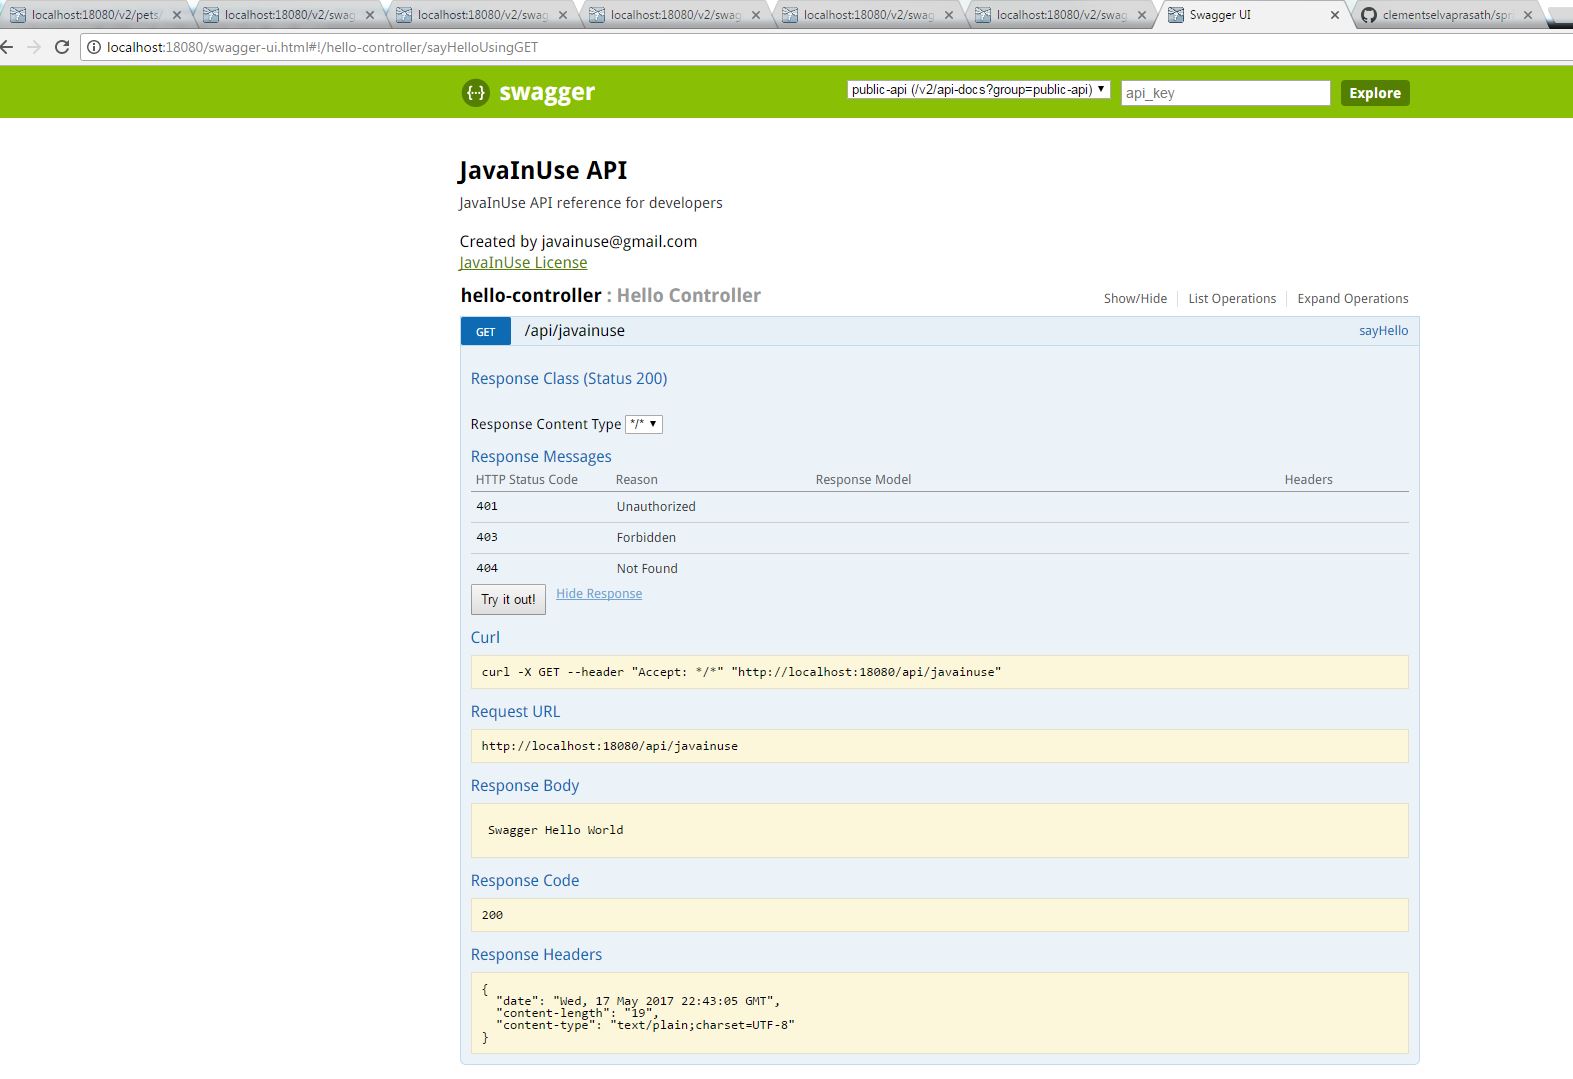 localhost:18080/v2/pets/
localhost:18080/v2/swag
localhost:18080/v2/swagger
localhost:18080/v2/swag
localhost:18080/v2/swag
localhost:18080/v2/swag
Swagger UI
clementselvaprasath/spri
localhost:18080/swagger-ui.html#!/hello-controller/sayHelloUsingGET
{···} swagger
public-api (/v2/api-docs?group=public-api)
api_key
Explore
JavaInUse API
JavaInUse API reference for developers
Created by javainuse@gmail.com
JavaInUse License
hello-controller : Hello Controller
Show/Hide
List Operations
Expand Operations
GET /api/javainuse
sayHello
Response Class (Status 200)
Response Content Type */*
Response Messages
HTTP Status Code Reason Response Model Headers
401 Unauthorized
403 Forbidden
404 Not Found
Try it out!
Hide Response
Curl
curl -X GET --header "Accept: */*" "http://localhost:18080/api/javainuse"
Request URL
http://localhost:18080/api/javainuse
Response Body
Swagger Hello World
Response Code
200
Response Headers
{
"date": "Wed, 17 May 2017 22:43:05 GMT",
"content-length": "19",
"content-type": "text/plain;charset=UTF-8"
}